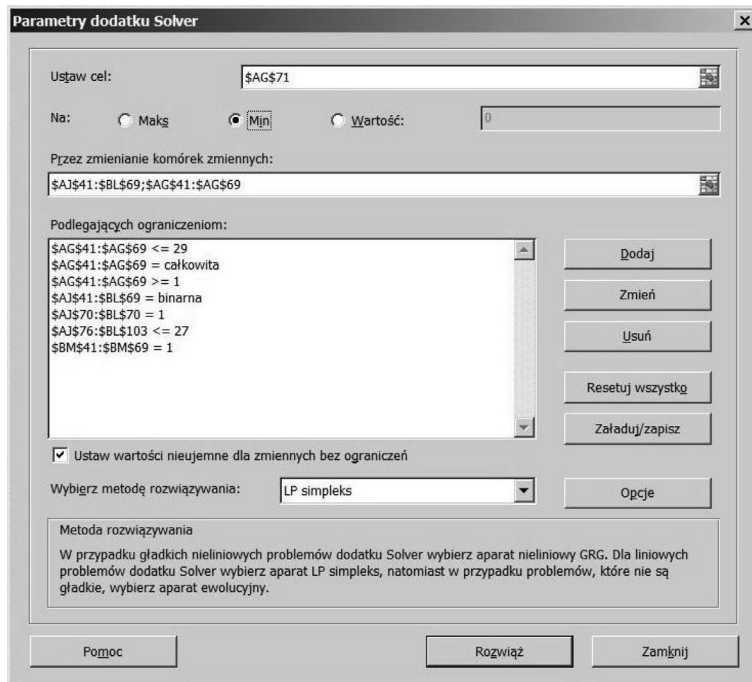 Parametry dodatku Solver
Ustaw cel:
$AG$71
Na:
Maks
Min
Wartość:
0
Przez zmienianie komórek zmiennych:
$AJ$41:$BL$69;$AG$41:$AG$69
Podlegających ograniczeniom:
$AG$41:$AG$69 <= 29
$AG$41:$AG$69 = całkowita
$AG$41:$AG$69 >= 1
$AJ$41:$BL$69 = binarna
$AJ$70:$BL$70 = 1
$AJ$76:$BL$103 <= 27
$BM$41:$BM$69 = 1
Dodaj
Zmień
Usuń
Resetuj wszystko
Załaduj/zapisz
Ustaw wartości nieujemne dla zmiennych bez ograniczeń
Wybierz metodę rozwiązywania:
LP simpleks
Opcje
Metoda rozwiązywania
W przypadku gładkich nieliniowych problemów dodatku Solver wybierz aparat nieliniowy GRG. Dla liniowych
problemów dodatku Solver wybierz aparat LP simpleks, natomiast w przypadku problemów, które nie są
gładkie, wybierz aparat ewolucyjny.
Pomoc
Rozwiąż
Zamknij